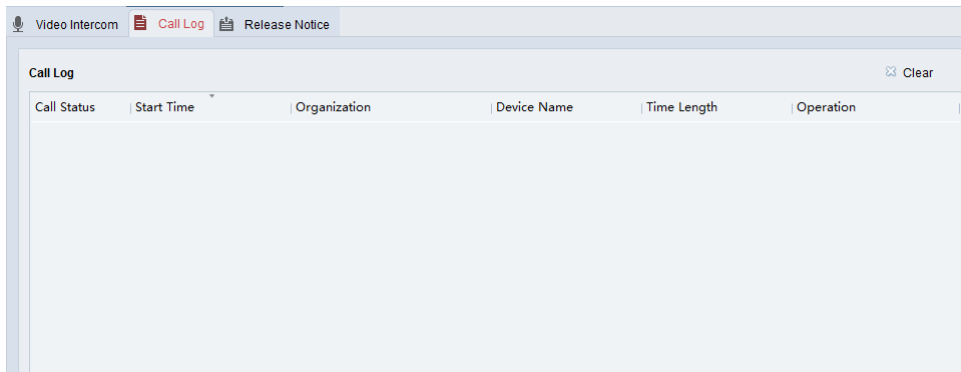 Video Intercom Call Log Release Notice
Call Log Clear
Call Status Start Time Organization Device Name Time Length Operation